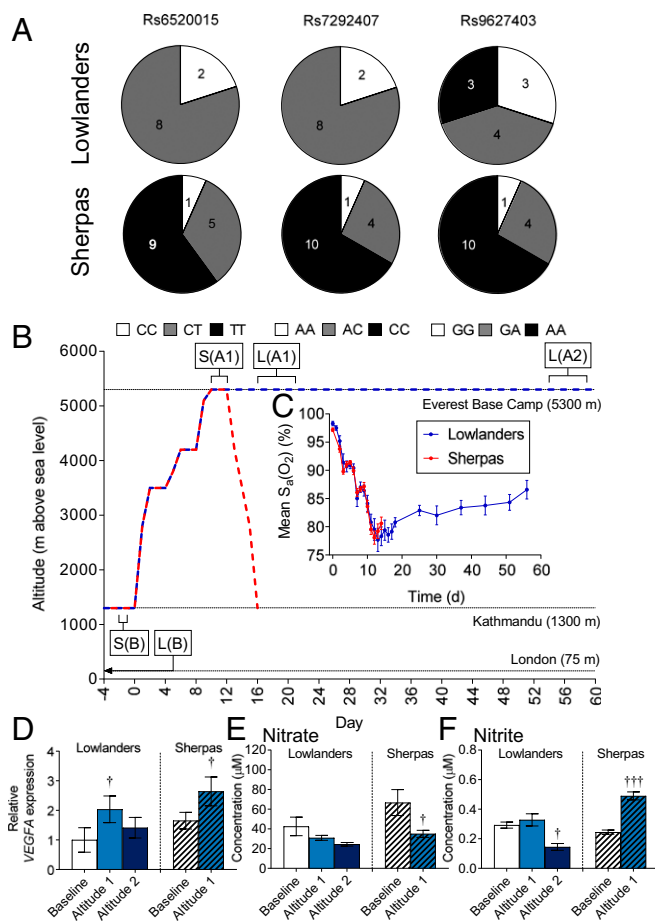 A
Rs6520015 Rs7292407 Rs9627403
Lowlanders
2 8
2 8
3 3 4
Sherpas
1 5 9
1 4 10
1 4 10
CC CT TT AA AC CC GG GA AA
B
6000
5000
4000
3000
2000
1000
0
Altitude (m above sea level)
S(A1) L(A1) L(A2)
Everest Base Camp (5300 m)
C
100
95
90
85
80
75
Mean Sa(O2) (%)
Lowlanders
Sherpas
0 10 20 30 40 50 60
Time (d)
Kathmandu (1300 m)
S(B) L(B)
London (75 m)
-4 0 4 8 12 16 20 24 28 32 36 40 44 48 52 56 60
Day
D
Lowlanders Sherpas
4
3
2
1
0
Relative
VEGFA expression
† †
Baseline Altitude 1 Altitude 2 Baseline Altitude 1
E Nitrate
Lowlanders Sherpas
120
100
80
60
40
20
0
Concentration (μM)
†
Baseline Altitude 1 Altitude 2 Baseline Altitude 1
F Nitrite
Lowlanders Sherpas
0.8
0.6
0.4
0.2
0.0
Concentration (μM)
† †††
Baseline Altitude 1 Altitude 2 Baseline Altitude 1